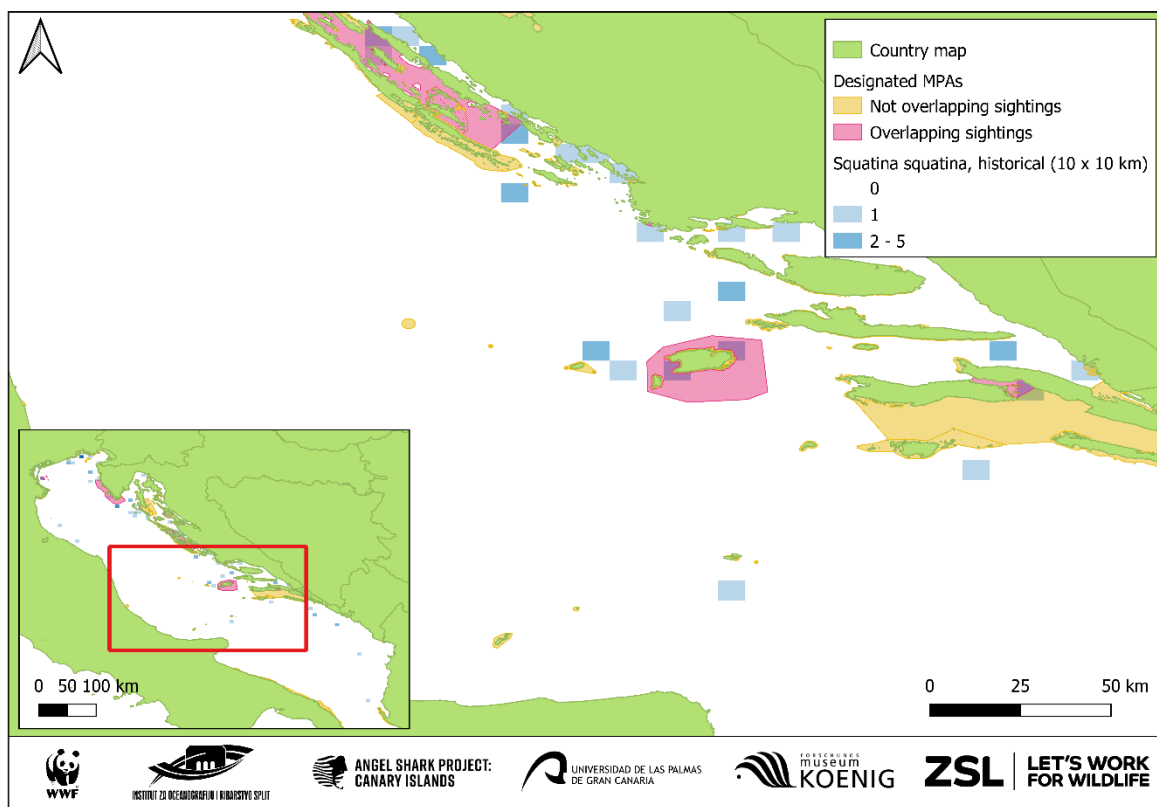 Country map
Designated MPAs
Not overlapping sightings
Overlapping sightings
Squatina squatina, historical (10 x 10 km)
0
1
2 - 5
0 50 100 km
0 25 50 km
WWF
INSTITUT ZA OCEANOGRAFIJU I RIBARSTVO SPLIT
ANGEL SHARK PROJECT:
CANARY ISLANDS
UNIVERSIDAD DE LAS PALMAS
DE GRAN CANARIA
FORSCHUNGS
museum
KOENIG
ZSL
LET'S WORK
FOR WILDLIFE